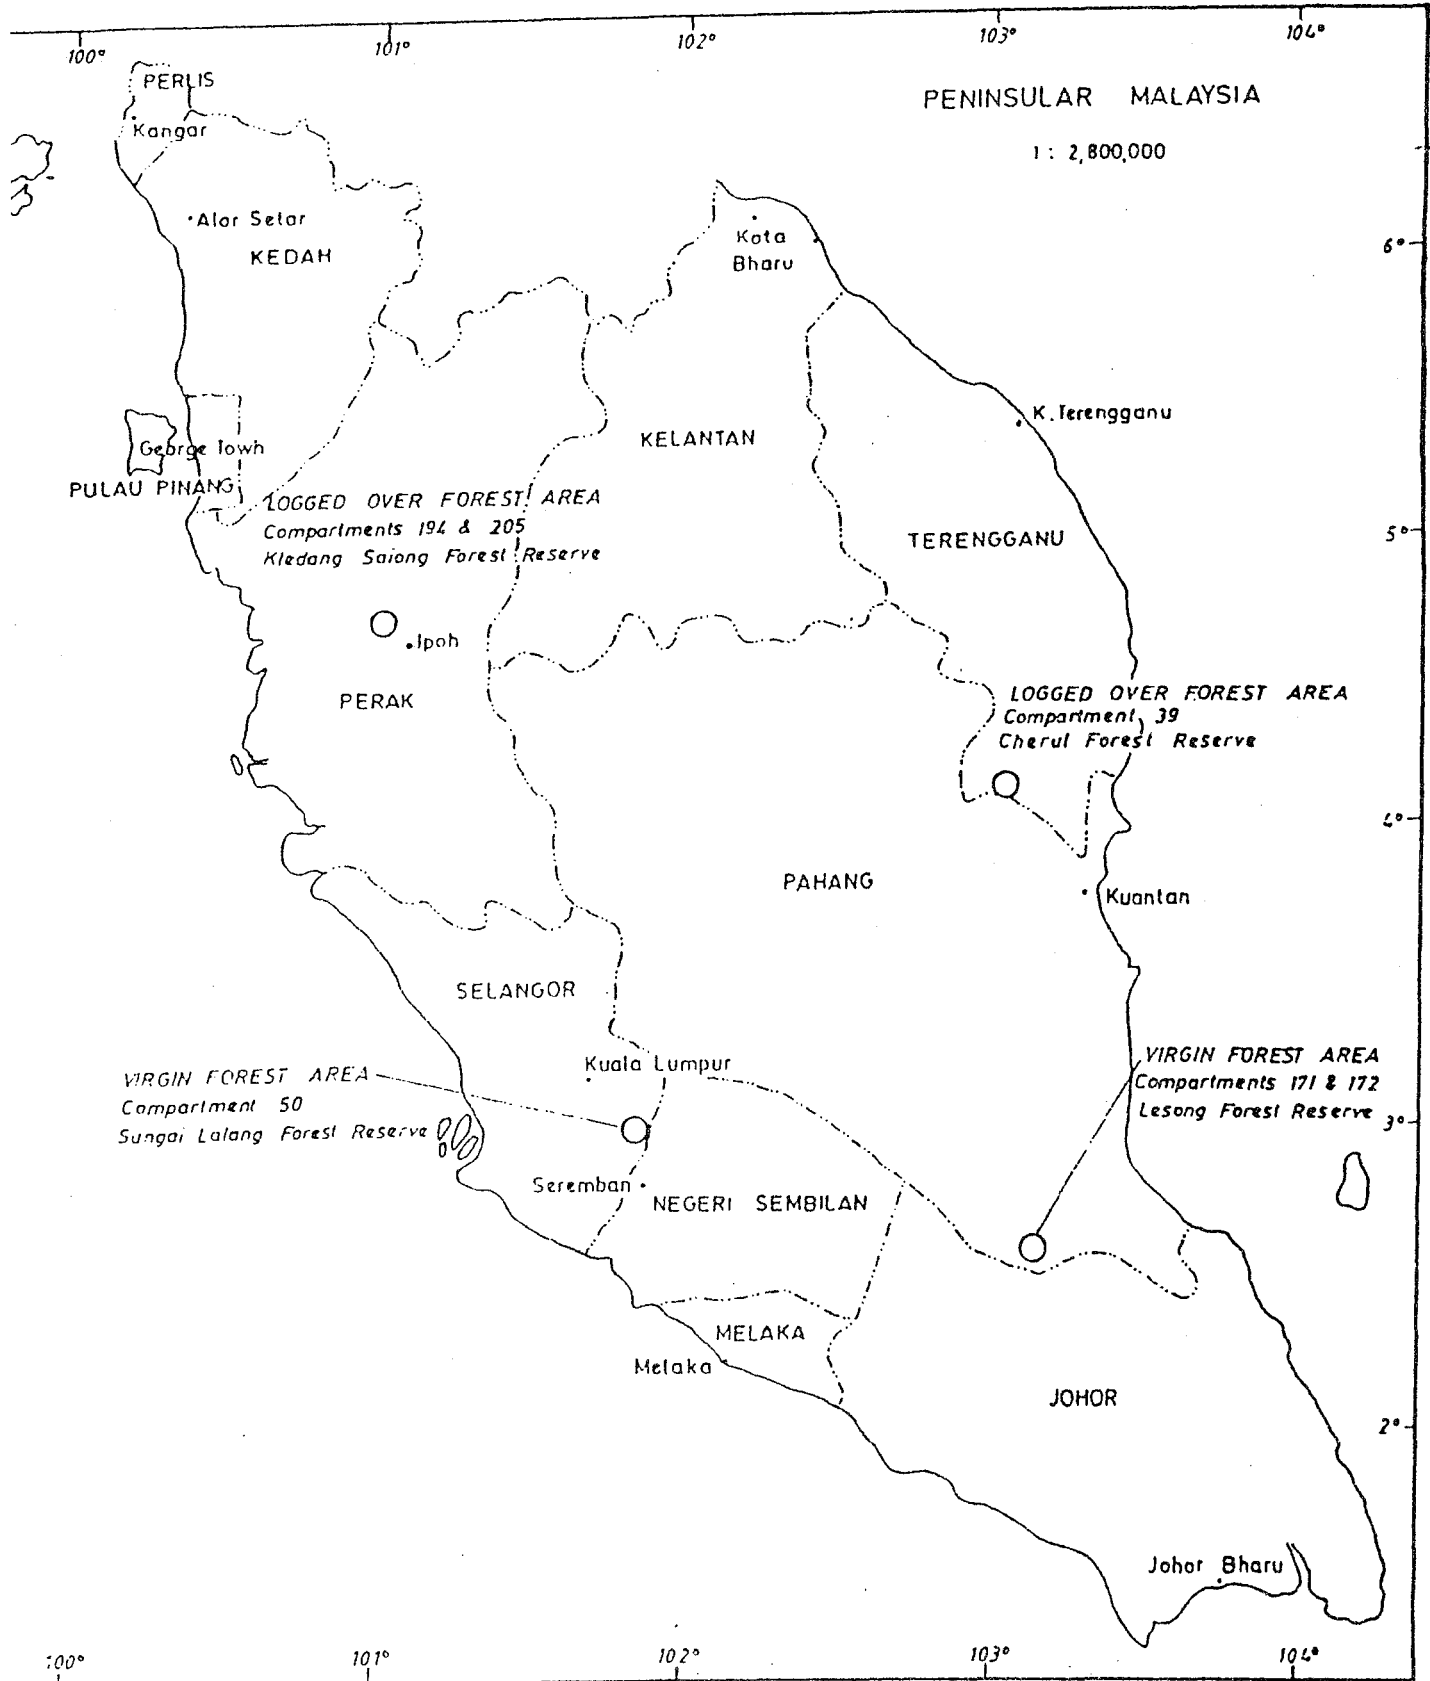 100° 101° 102° 103° 104°
PERLIS
Kangar
PENINSULAR MALAYSIA
1 : 2,800,000
Alor Setar
KEDAH
Kota
Bharu
6°
George Town
PULAU PINANG
KELANTAN
K. Terengganu
LOGGED OVER FOREST AREA
Compartments 194 & 205
Kledang Saiong Forest Reserve
TERENGGANU
5°
Ipoh
PERAK
LOGGED OVER FOREST AREA
Compartment 39
Cherul Forest Reserve
4°
PAHANG
Kuantan
SELANGOR
Kuala Lumpur
VIRGIN FOREST AREA
Compartment 50
Sungai Lalang Forest Reserve
VIRGIN FOREST AREA
Compartments 171 & 172
Lesong Forest Reserve
3°
Seremban
NEGERI SEMBILAN
MELAKA
Melaka
JOHOR
2°
Johor Bharu
100° 101° 102° 103° 104°